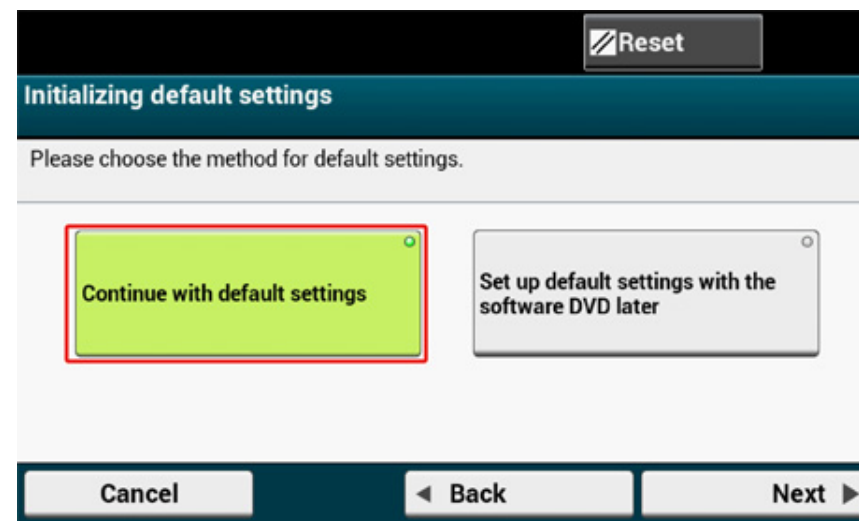 Reset
Initializing default settings
Please choose the method for default settings.
Continue with default settings
Set up default settings with the
software DVD later
Cancel
Back
Next